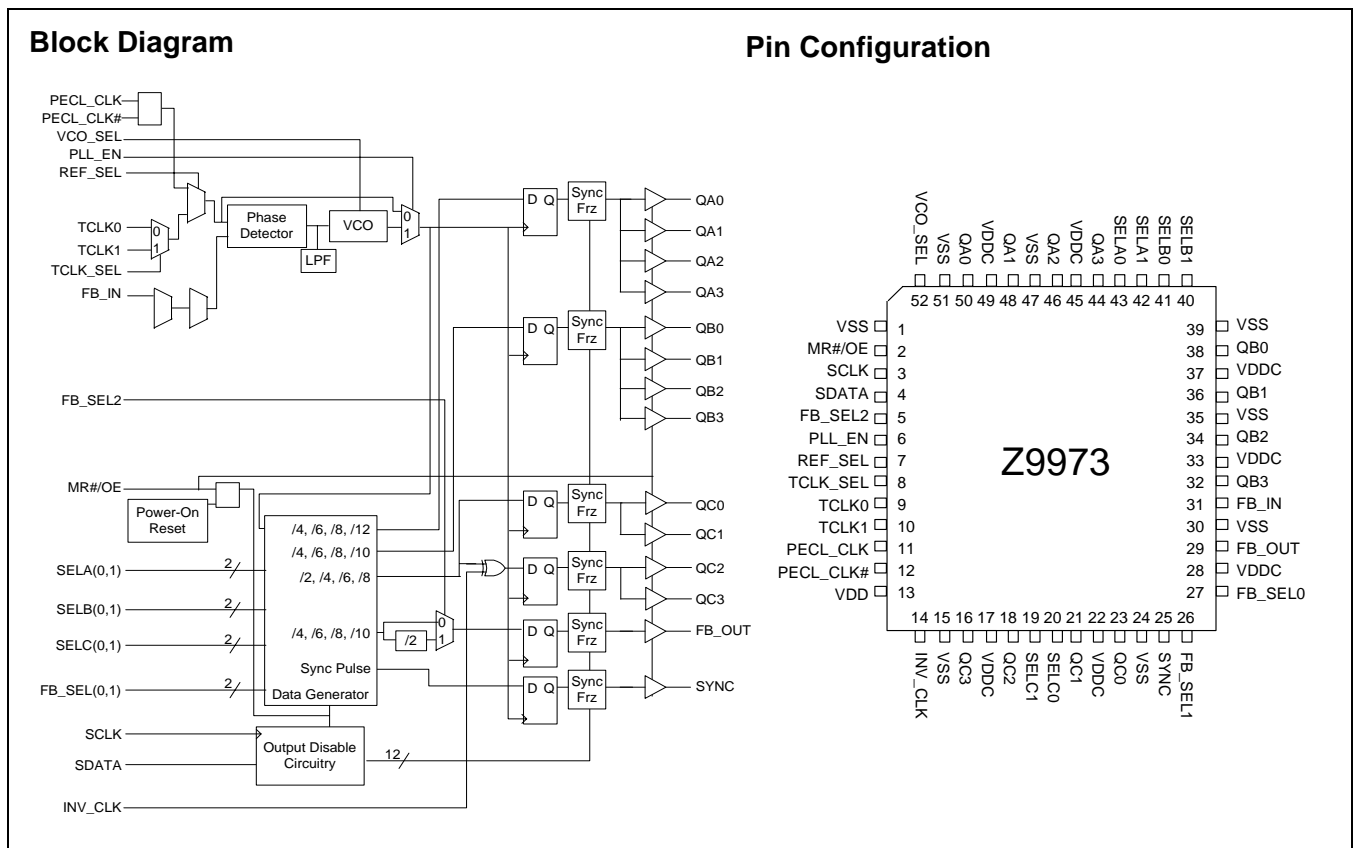 Block Diagram
PECL_CLK
PECL_CLK#
VCO_SEL
PLL_EN
REF_SEL
TCLK0
TCLK1
TCLK_SEL
FB_IN
0
1
Phase
Detector
LPF
VCO
0
1
FB_SEL2
MR#/OE
Power-On
Reset
SELA(0,1)
2
SELB(0,1)
2
SELC(0,1)
2
FB_SEL(0,1)
2
/4, /6, /8, /12
/4, /6, /8, /10
/2, /4, /6, /8
/4, /6, /8, /10
/2
0
1
Sync Pulse
Data Generator
SCLK
SDATA
Output Disable
Circuitry
12
INV_CLK
D Q
Sync
Frz
QA0
QA1
QA2
QA3
D Q
Sync
Frz
QB0
QB1
QB2
QB3
D Q
Sync
Frz
QC0
QC1
D Q
Sync
Frz
QC2
QC3
D Q
Sync
Frz
FB_OUT
D Q
Sync
Frz
SYNC
Pin Configuration
VCO_SEL
VSS
QA0
VDDC
QA1
VSS
QA2
VDDC
QA3
SELA0
SELA1
SELB0
SELB1
52 51 50 49 48 47 46 45 44 43 42 41 40
VSS 1
MR#/OE 2
SCLK 3
SDATA 4
FB_SEL2 5
PLL_EN 6
REF_SEL 7
TCLK_SEL 8
TCLK0 9
TCLK1 10
PECL_CLK 11
PECL_CLK# 12
VDD 13
Z9973
39 VSS
38 QB0
37 VDDC
36 QB1
35 VSS
34 QB2
33 VDDC
32 QB3
31 FB_IN
30 VSS
29 FB_OUT
28 VDDC
27 FB_SEL0
14 15 16 17 18 19 20 21 22 23 24 25 26
INV_CLK
VSS
QC3
VDDC
QC2
SELC1
SELC0
QC1
VDDC
QC0
VSS
SYNC
FB_SEL1